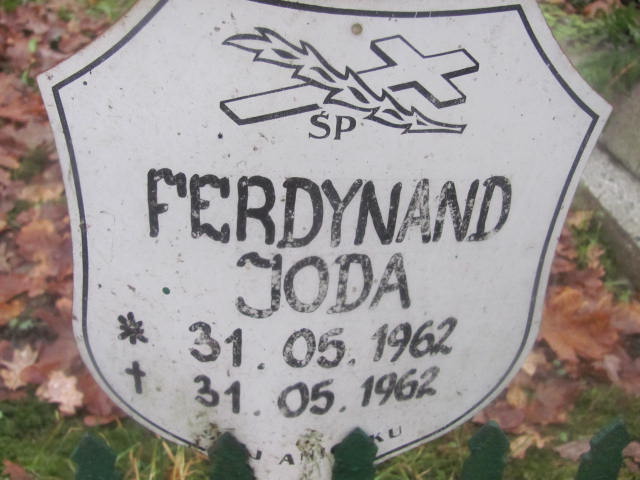 ŚP
FERDYNAND
JODA
* 31.05.1962
† 31.05.1962